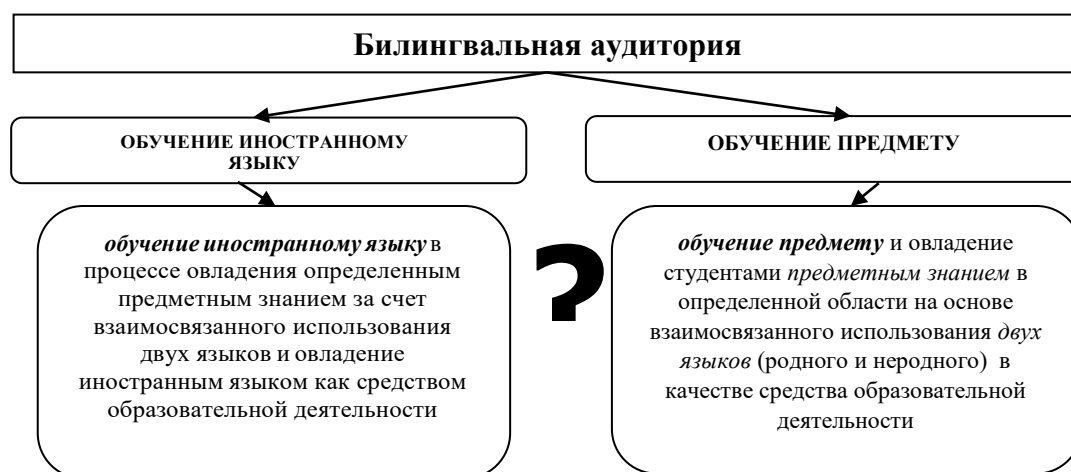 Билингвальная аудитория
ОБУЧЕНИЕ ИНОСТРАННОМУ
ЯЗЫКУ
ОБУЧЕНИЕ ПРЕДМЕТУ
обучение иностранному языку в
процессе овладения определенным
предметным знанием за счет
взаимосвязанного использования
двух языков и овладение
иностранным языком как средством
образовательной деятельности
?
обучение предмету и овладение
студентами предметным знанием в
определенной области на основе
взаимосвязанного использования двух
языков (родного и неродного) в
качестве средства образовательной
деятельности